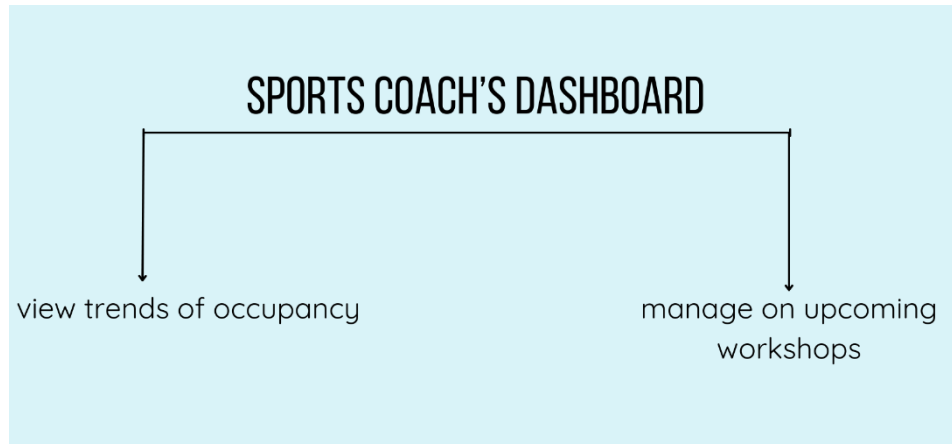 SPORTS COACH'S DASHBOARD
view trends of occupancy
manage on upcoming
workshops